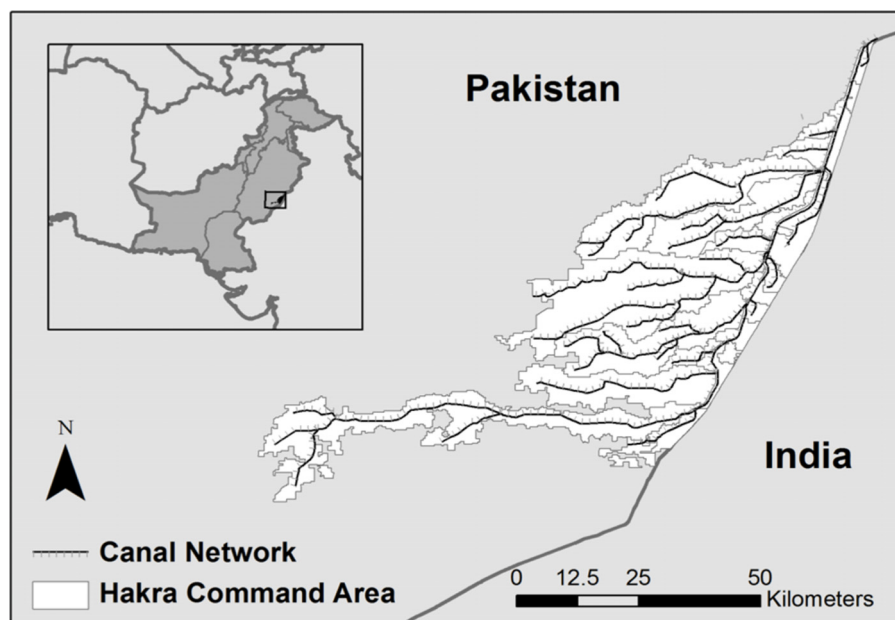 Pakistan
India
N
Canal Network
Hakra Command Area
0 12.5 25 50
Kilometers